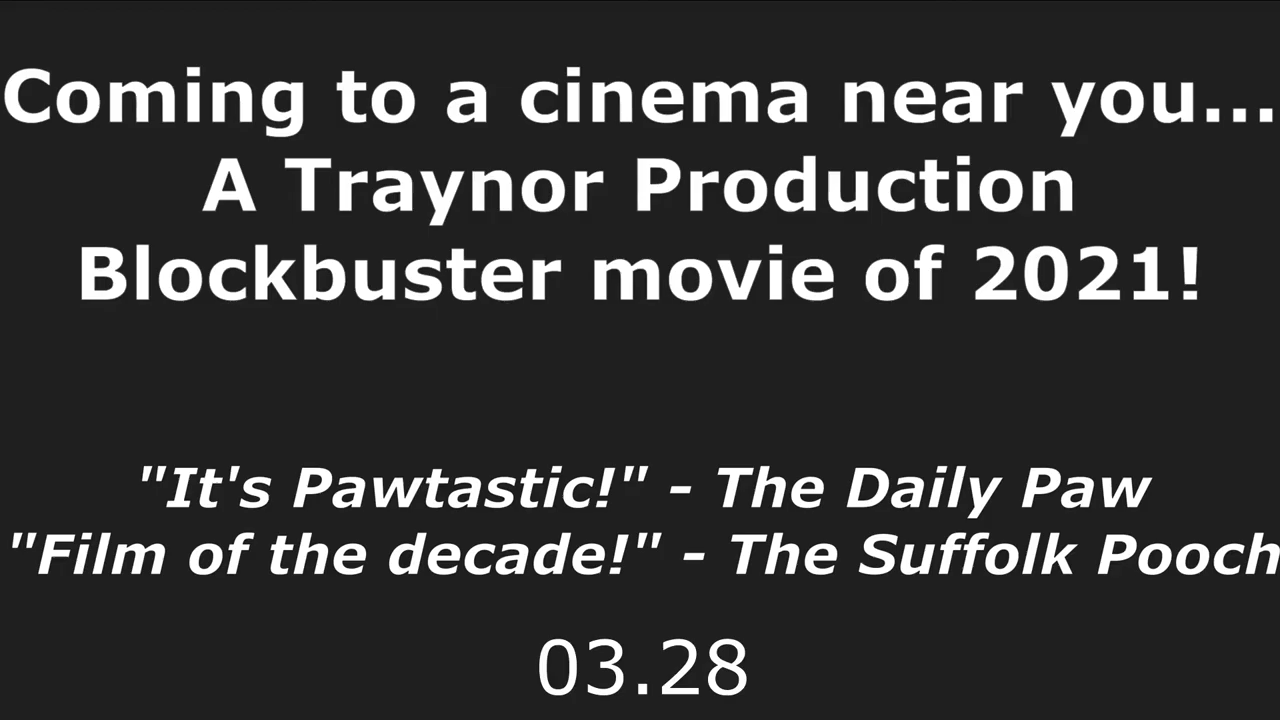 Coming to a cinema near you...
A Traynor Production
Blockbuster movie of 2021!
"It's Pawtastic!" - The Daily Paw
"Film of the decade!" - The Suffolk Pooch
03.28